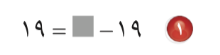 ١ ١٩ – ■ = ١٩